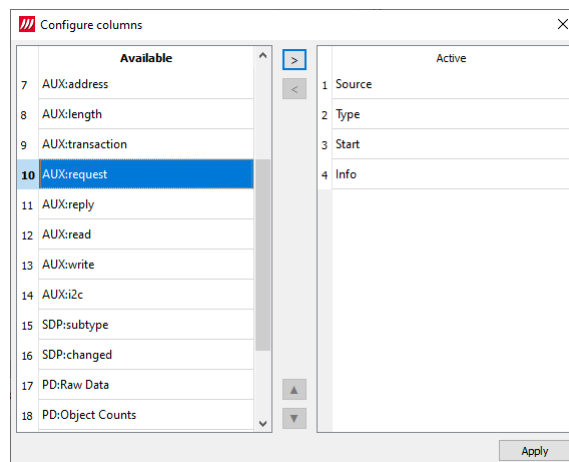 Configure columns
Available
7 AUX:address
8 AUX:length
9 AUX:transaction
10 AUX:request
11 AUX:reply
12 AUX:read
13 AUX:write
14 AUX:i2c
15 SDP:subtype
16 SDP:changed
17 PD:Raw Data
18 PD:Object Counts
>
<
Active
1 Source
2 Type
3 Start
4 Info
Apply